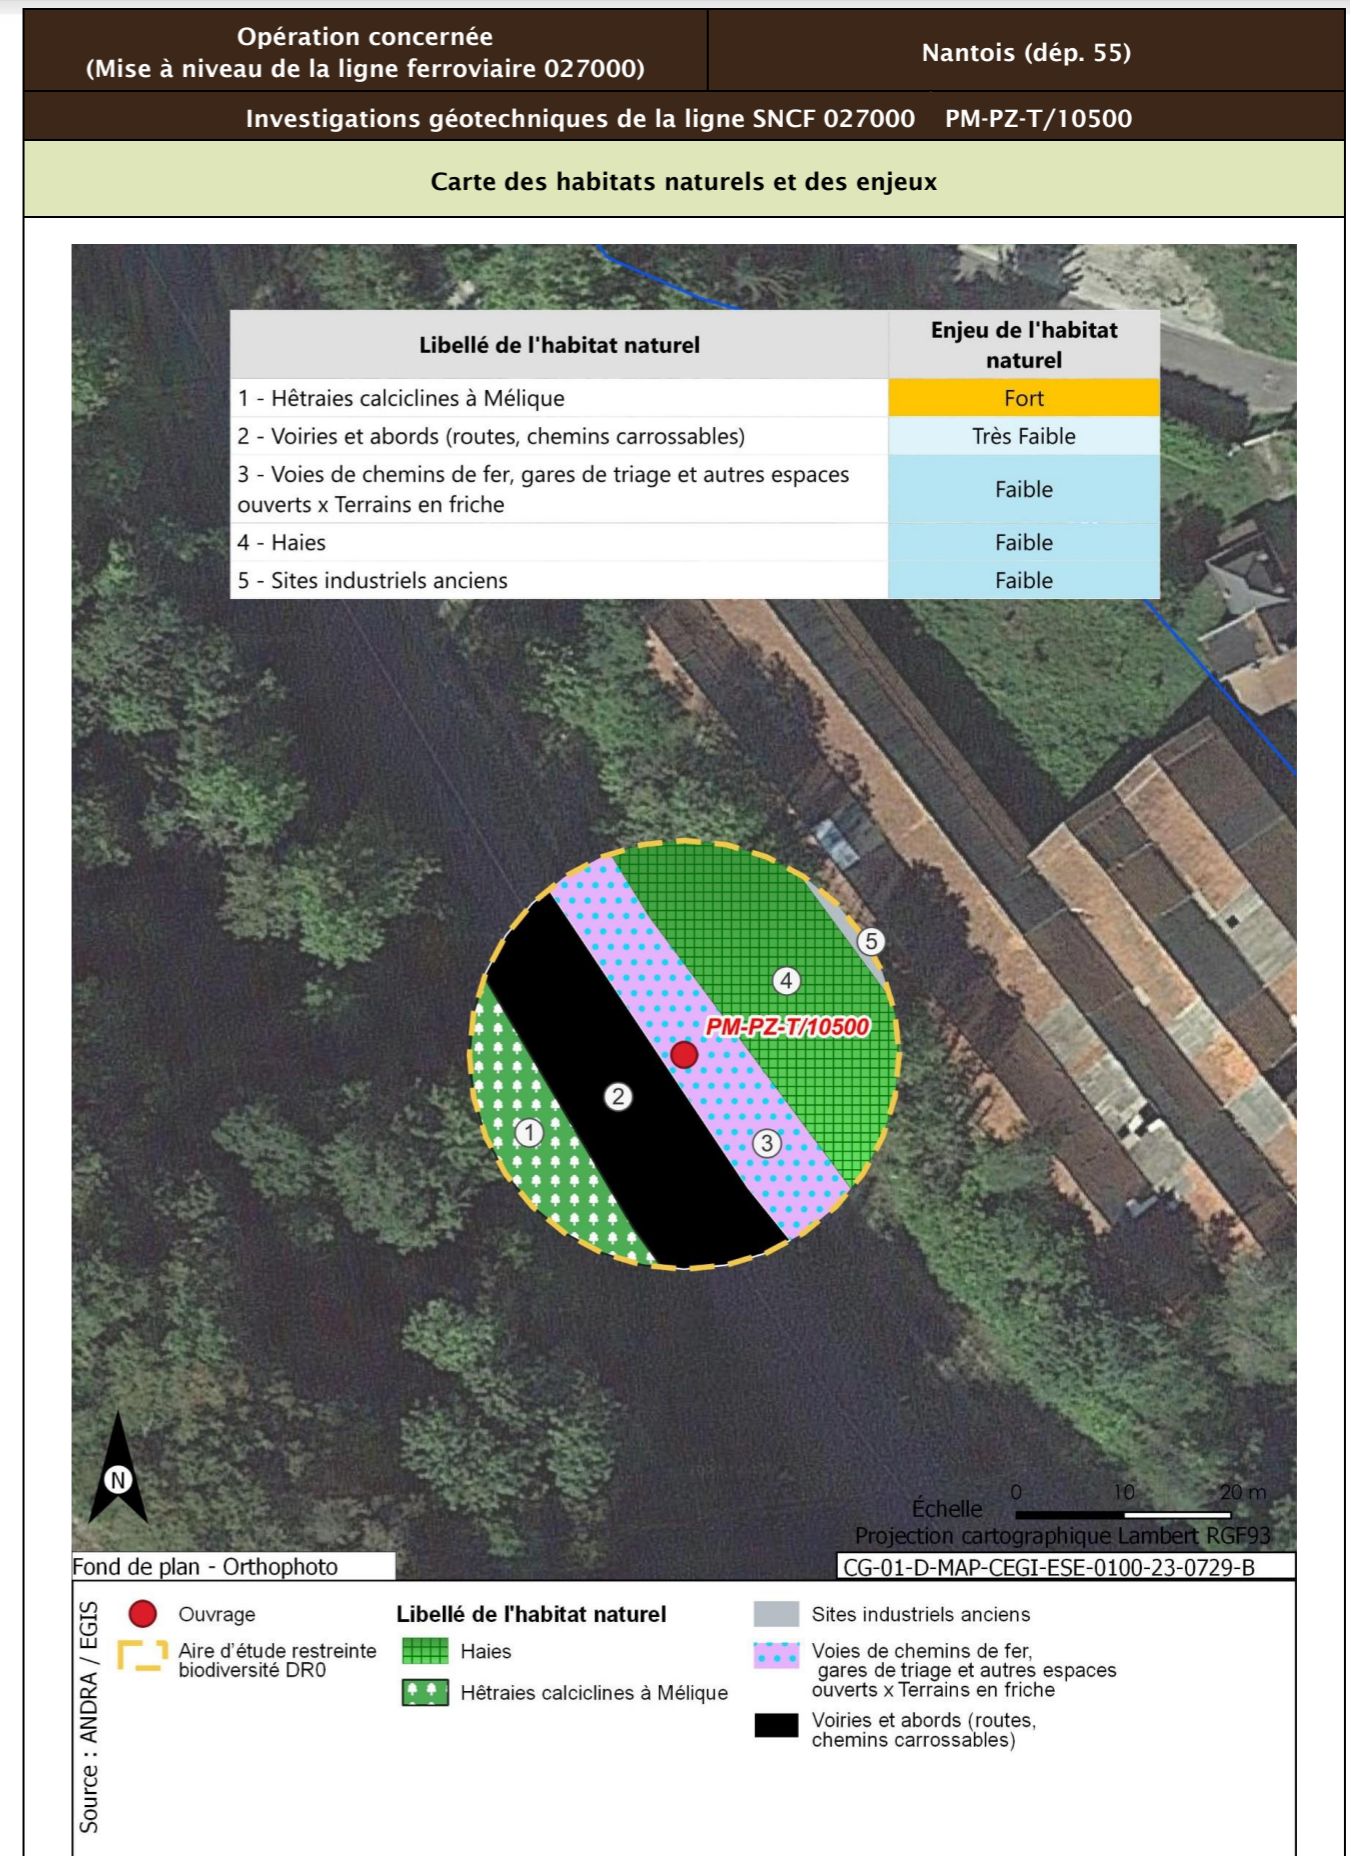 Opération concernée
(Mise à niveau de la ligne ferroviaire 027000)
Nantois (dép. 55)
Investigations géotechniques de la ligne SNCF 027000 PM-PZ-T/10500
Carte des habitats naturels et des enjeux
Libellé de l'habitat naturel
Enjeu de l'habitat
naturel
1 - Hêtraies calciclines à Mélique
Fort
2 - Voiries et abords (routes, chemins carrossables)
Très Faible
3 - Voies de chemins de fer, gares de triage et autres espaces
ouverts x Terrains en friche
Faible
4 - Haies
Faible
5 - Sites industriels anciens
Faible
5
4
PM-PZ-T/10500
2
1
3
N
0 10 20 m
Échelle
Projection cartographique Lambert RGF93
Fond de plan - Orthophoto
CG-01-D-MAP-CEGI-ESE-0100-23-0729-B
Source : ANDRA / EGIS
Ouvrage
Aire d'étude restreinte
biodiversité DR0
Libellé de l'habitat naturel
Haies
Hêtraies calciclines à Mélique
Sites industriels anciens
Voies de chemins de fer,
gares de triage et autres espaces
ouverts x Terrains en friche
Voiries et abords (routes,
chemins carrossables)